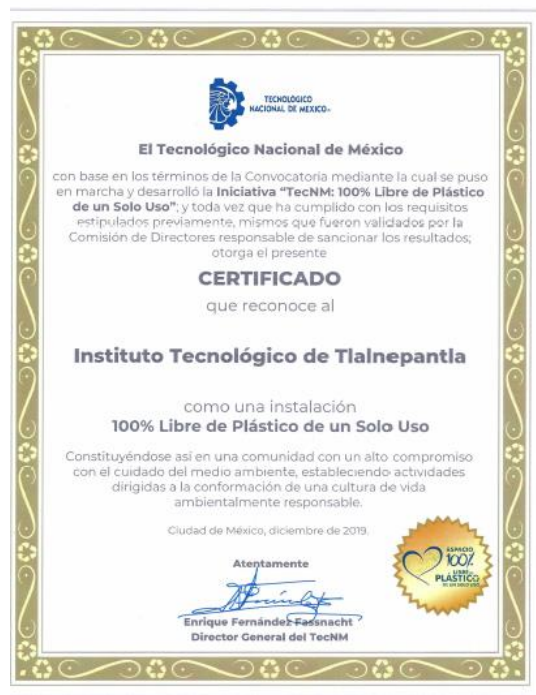 TECNOLÓGICO
NACIONAL DE MÉXICO®
El Tecnológico Nacional de México
con base en los términos de la Convocatoria mediante la cual se puso
en marcha y desarrolló la Iniciativa “TecNM: 100% Libre de Plástico
de un Solo Uso”; y toda vez que ha cumplido con los requisitos
estipulados previamente, mismos que fueron validados por la
Comisión de Directores responsable de sancionar los resultados;
otorga el presente
CERTIFICADO
que reconoce al
Instituto Tecnológico de Tlalnepantla
como una instalación
100% Libre de Plástico de un Solo Uso
Constituyéndose así en una comunidad con un alto compromiso
con el cuidado del medio ambiente, estableciendo actividades
dirigidas a la conformación de una cultura de vida
ambientalmente responsable.
Ciudad de México, diciembre de 2019.
ESPACIO
100%
LIBRE DE
PLÁSTICO
DE UN SOLO USO
Atentamente
Enrique Fernández Fassnacht
Director General del TecNM